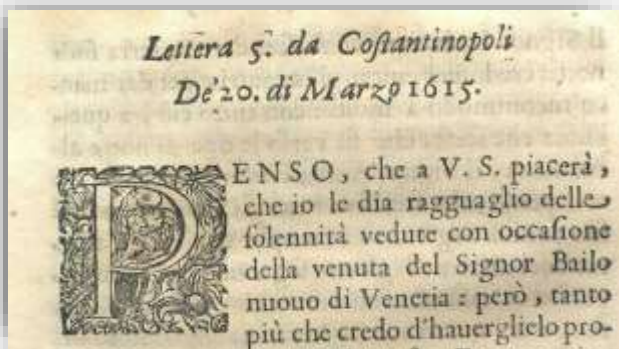 Lettera 5. da Coſtantinopoli
De' 20. di Marzo 1615.
PENSO, che a V. S. piacerà,
che io le dia ragguaglio delle
ſolennità vedute con occaſione
della venuta del Signor Bailo
nuouo di Venetia : però, tanto
più che credo d'hauerglielo pro-